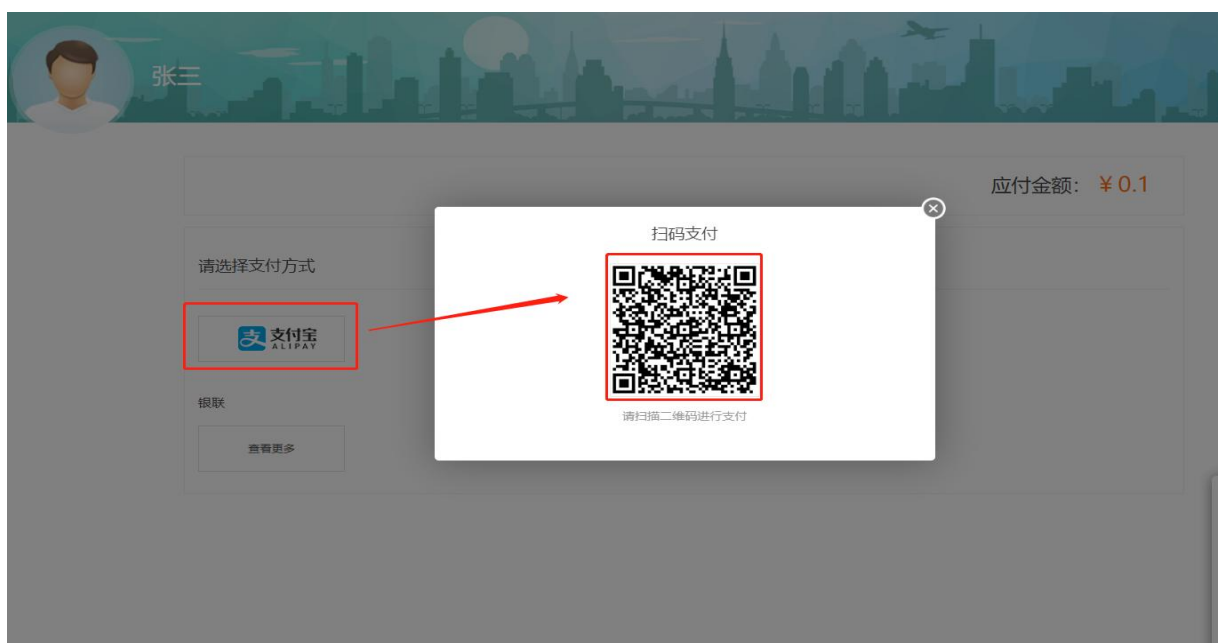 张三
应付金额: ¥0.1
扫码支付
请选择支付方式
支 支付宝
ALIPAY
银联
请扫描二维码进行支付
查看更多